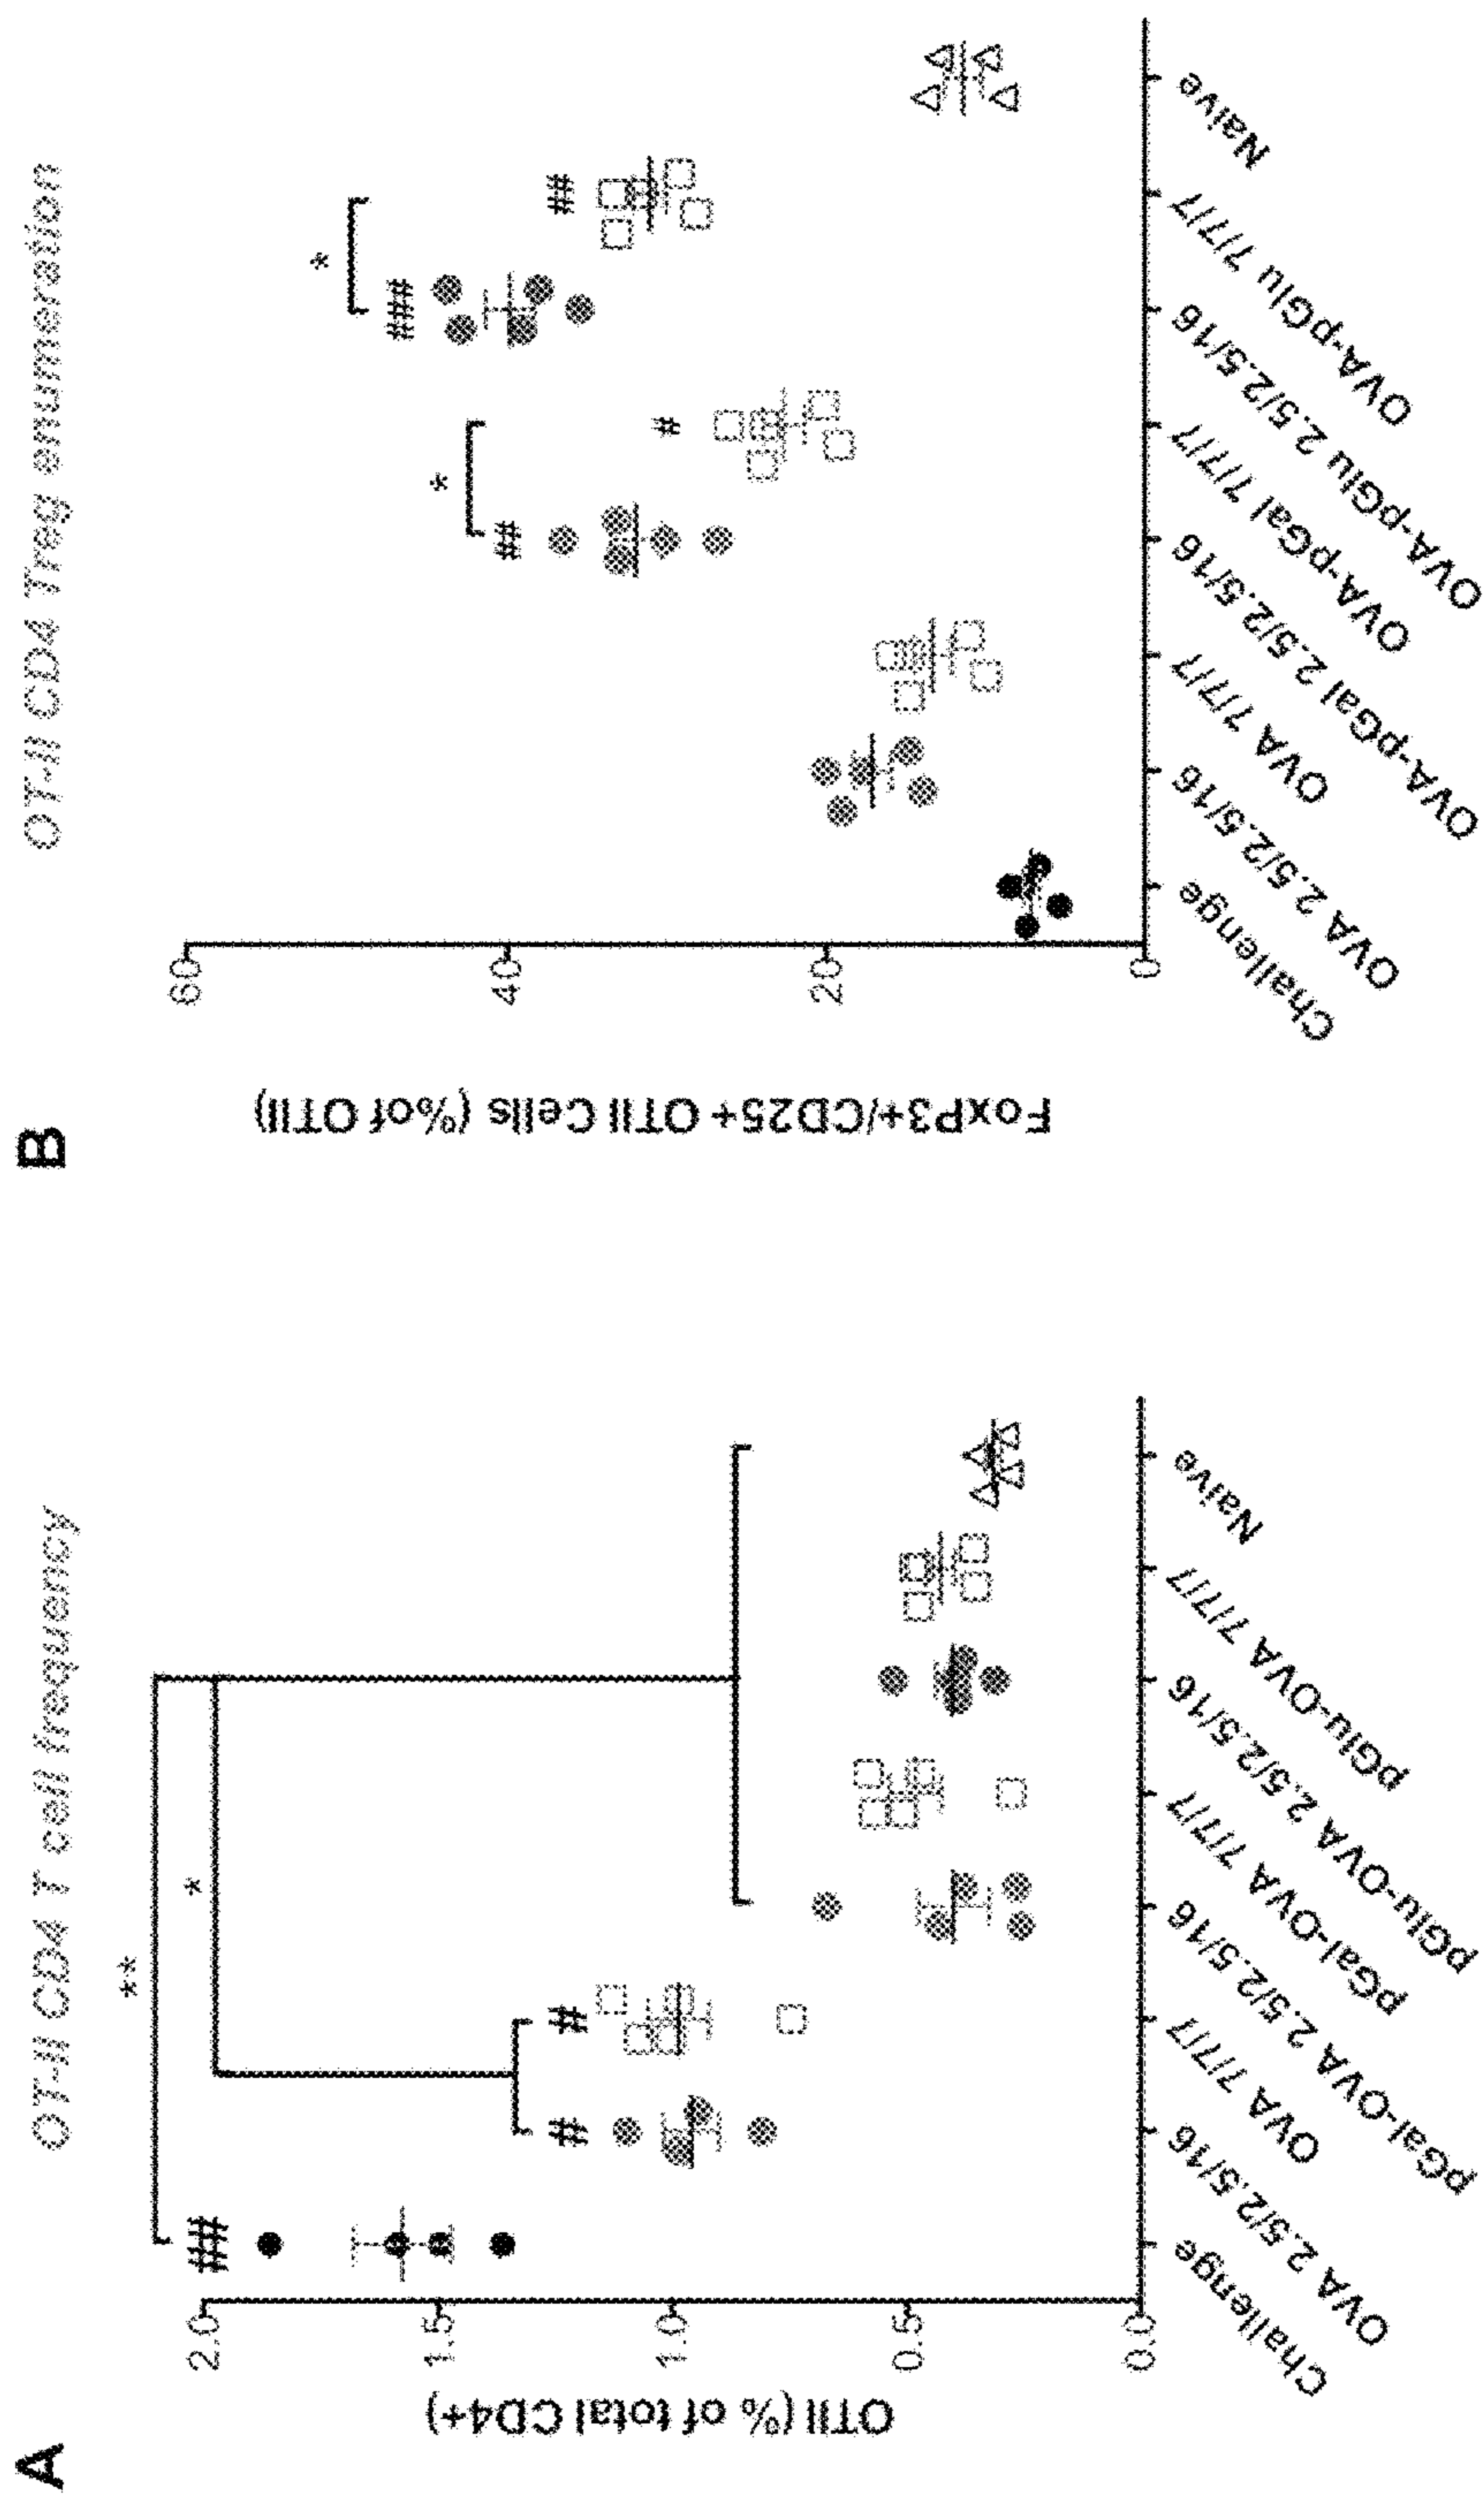 A
OT-II CD4 T cell frequency
**
*
##
#
#
OTII (% of total CD4+)
2.0
1.5
1.0
0.5
0.0
Challenge
OVA 2.5/2.5/16
OVA 7/7/7
pGal-OVA 2.5/2.5/16
pGal-OVA 7/7/7
pGlu-OVA 2.5/2.5/16
pGlu-OVA 7/7/7
Naive
B
OT-II CD4 Treg enumeration
*
*
##
#
###
##
FoxP3+/CD25+ OTII Cells (%of OTII)
60
40
20
0
Challenge
OVA 2.5/2.5/16
OVA 7/7/7
OVA-pGal 2.5/2.5/16
OVA-pGal 7/7/7
OVA-pGlu 2.5/2.5/16
OVA-pGlu 7/7/7
Naive